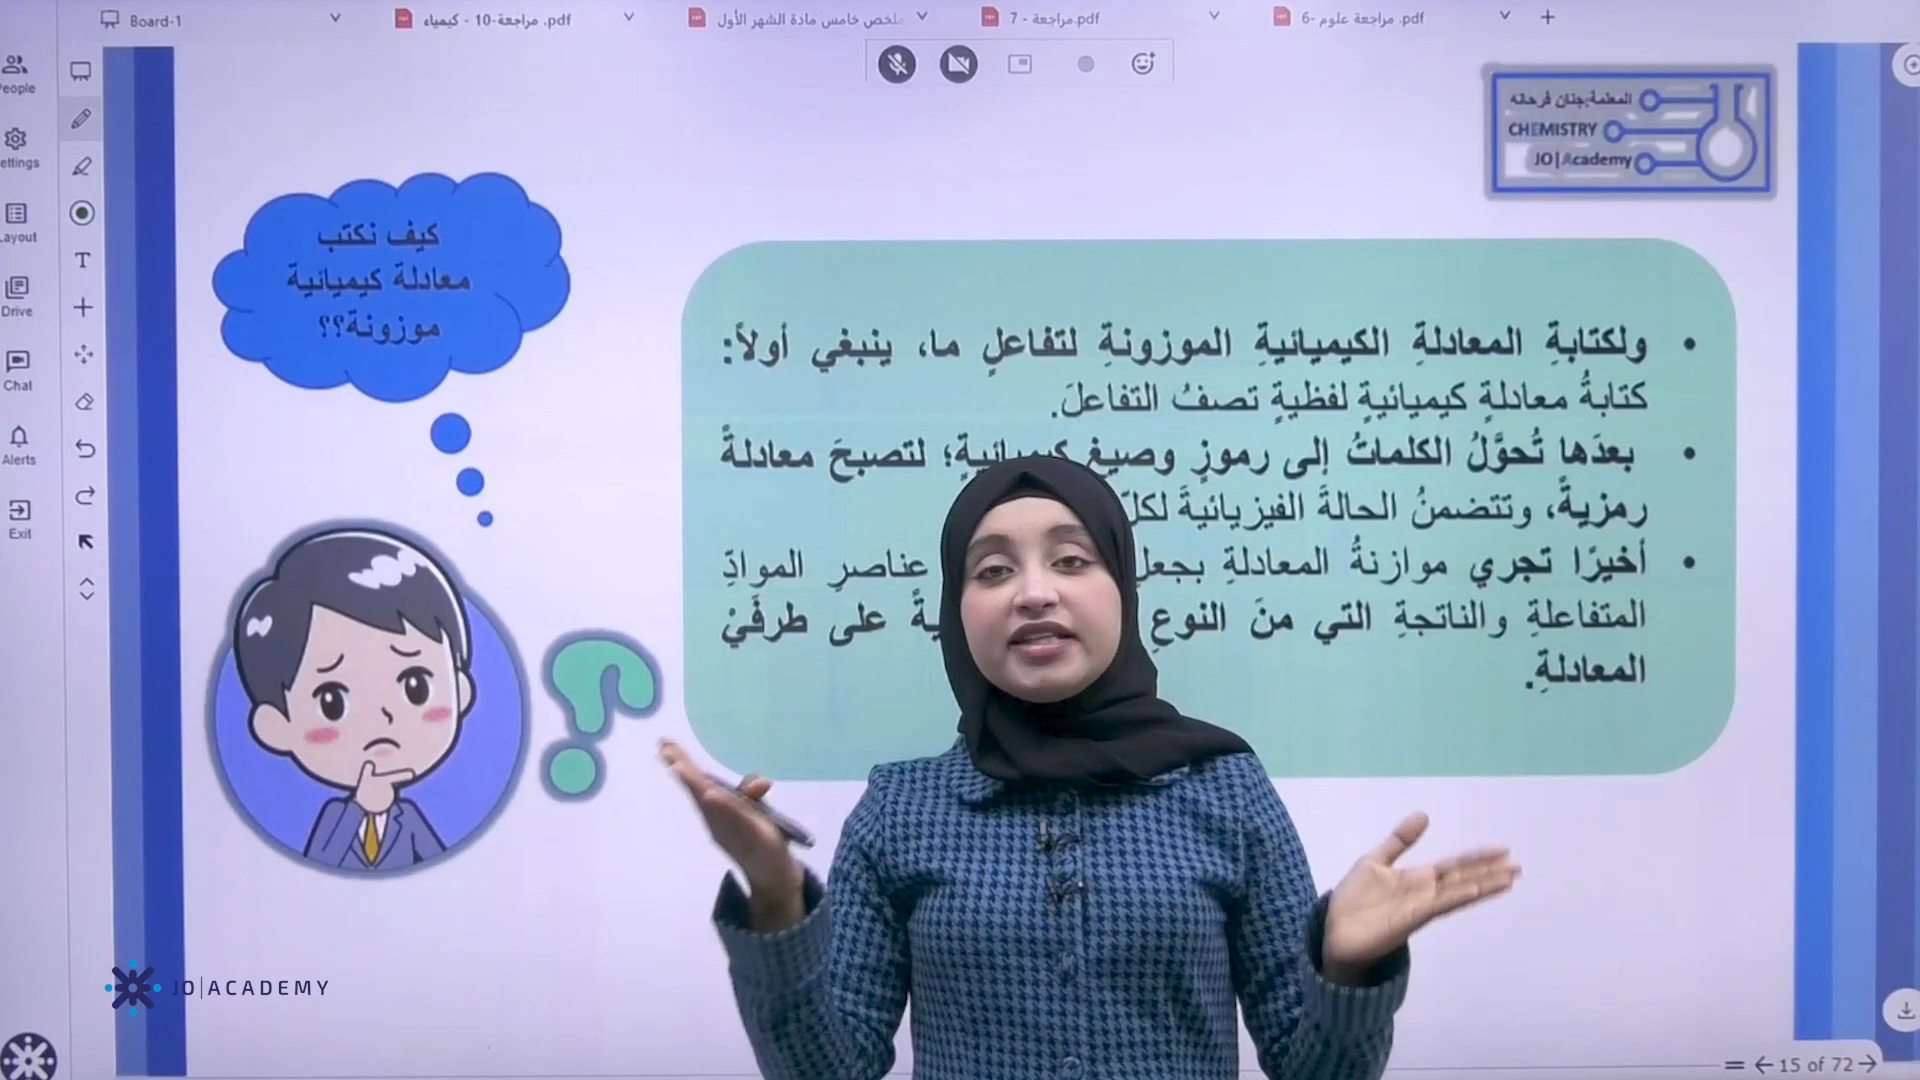 Board-1
مراجعة-10 - كيمياء .pdf
ملخص خامس مادة الشهر الأول
مراجعة - 7.pdf
مراجعة علوم -6 .pdf
People
Settings
Layout
Drive
Chat
Alerts
Exit
T
المعلمة:جنان فرحانه
CHEMISTRY
JO|Academy
كيف نكتب
معادلة كيميائية
موزونة؟؟
• ولكتابةِ المعادلةِ الكيميائيةِ الموزونةِ لتفاعلٍ ما، ينبغي أولاً:
كتابةُ معادلةٍ كيميائيةٍ لفظيةٍ تصفُ التفاعلَ.
• بعدَها تُحوَّلُ الكلماتُ إلى رموزٍ وصيغٍ كيميائيةٍ؛ لتصبحَ معادلةً
رمزيةً، وتتضمنُ الحالةَ الفيزيائيةَ لكلّ
• أخيرًا تجري موازنةُ المعادلةِ بجعلِ عناصرِ الموادِّ
المتفاعلةِ والناتجةِ التي منَ النوعِ على طرفَيْ
المعادلةِ.
JO|ACADEMY
15 of 72